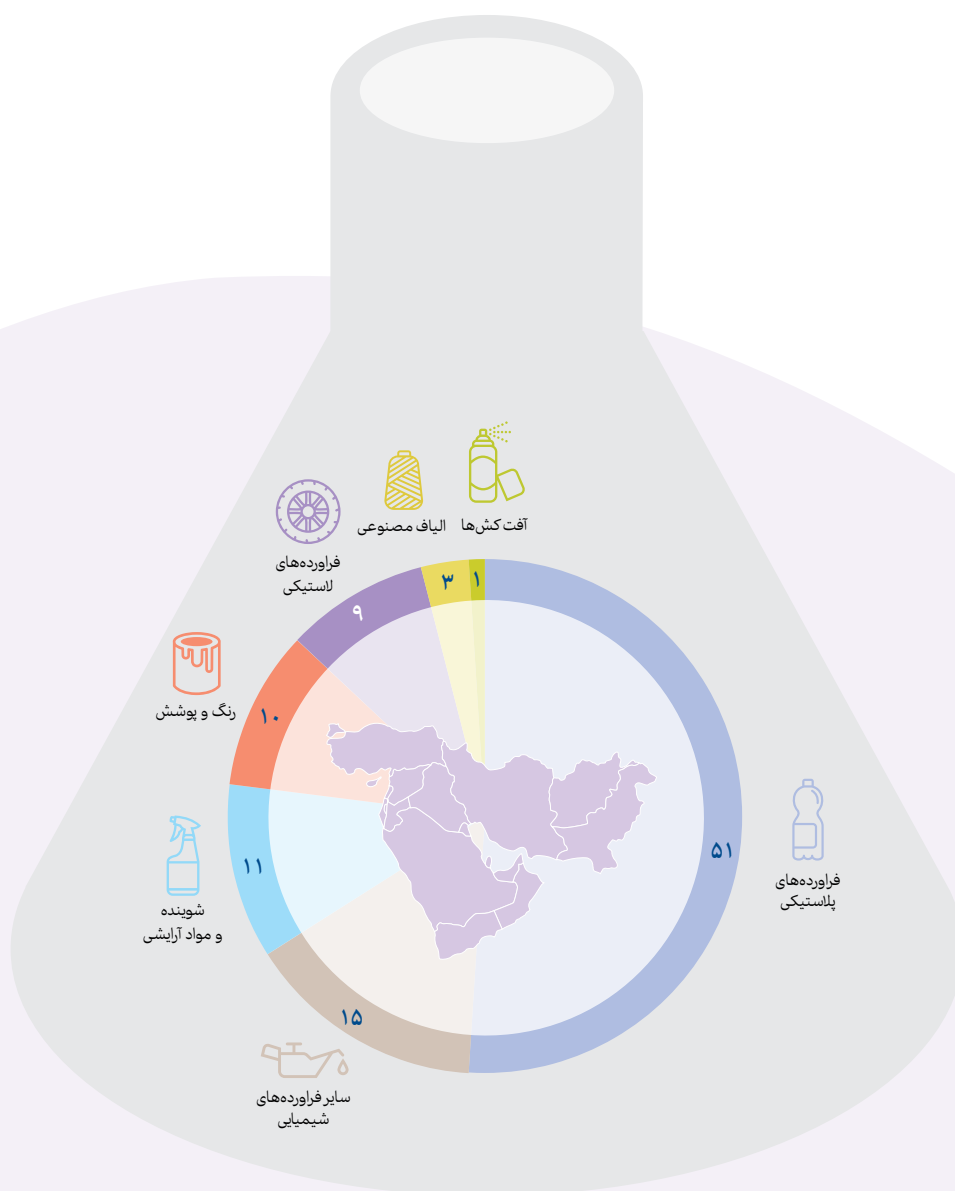 آفت‌کش‌ها
الیاف مصنوعی
فراورده‌های
لاستیکی
۱
۳
۹
رنگ و پوشش
۱۰
۵۱
۱۱
فراورده‌های
پلاستیکی
شوینده
و مواد آرایشی
۱۵
سایر فراورده‌های
شیمیایی